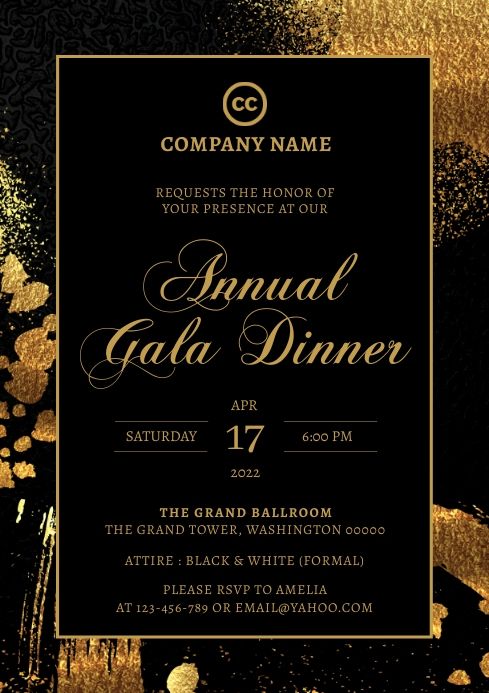 CC
COMPANY NAME
REQUESTS THE HONOR OF
YOUR PRESENCE AT OUR
Annual
Gala Dinner
APR
SATURDAY 17 6:00 PM
2022
THE GRAND BALLROOM
THE GRAND TOWER, WASHINGTON 00000
ATTIRE : BLACK & WHITE (FORMAL)
PLEASE RSVP TO AMELIA
AT 123-456-789 OR EMAIL@YAHOO.COM